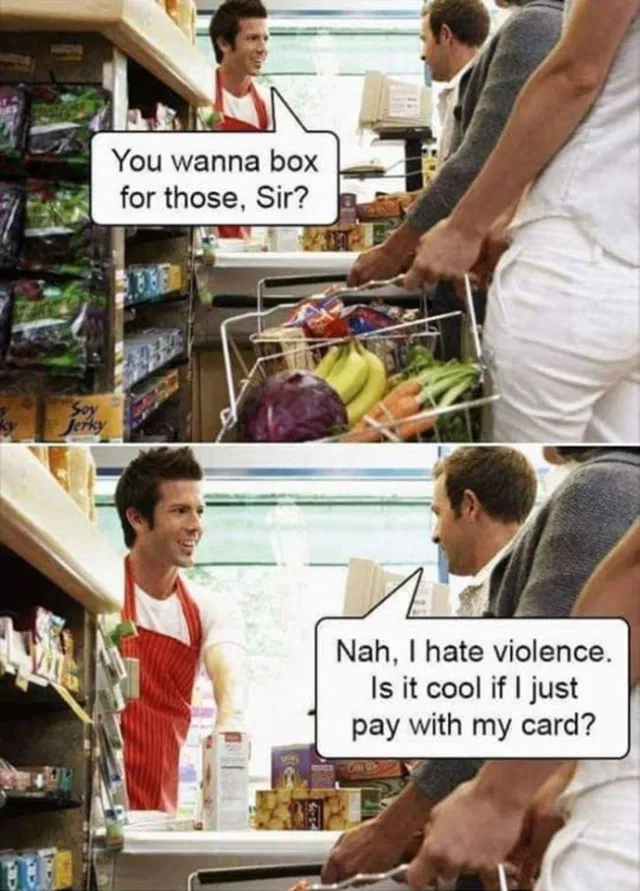 You wanna box
for those, Sir?
Soy
Jerky
Nah, I hate violence.
Is it cool if I just
pay with my card?